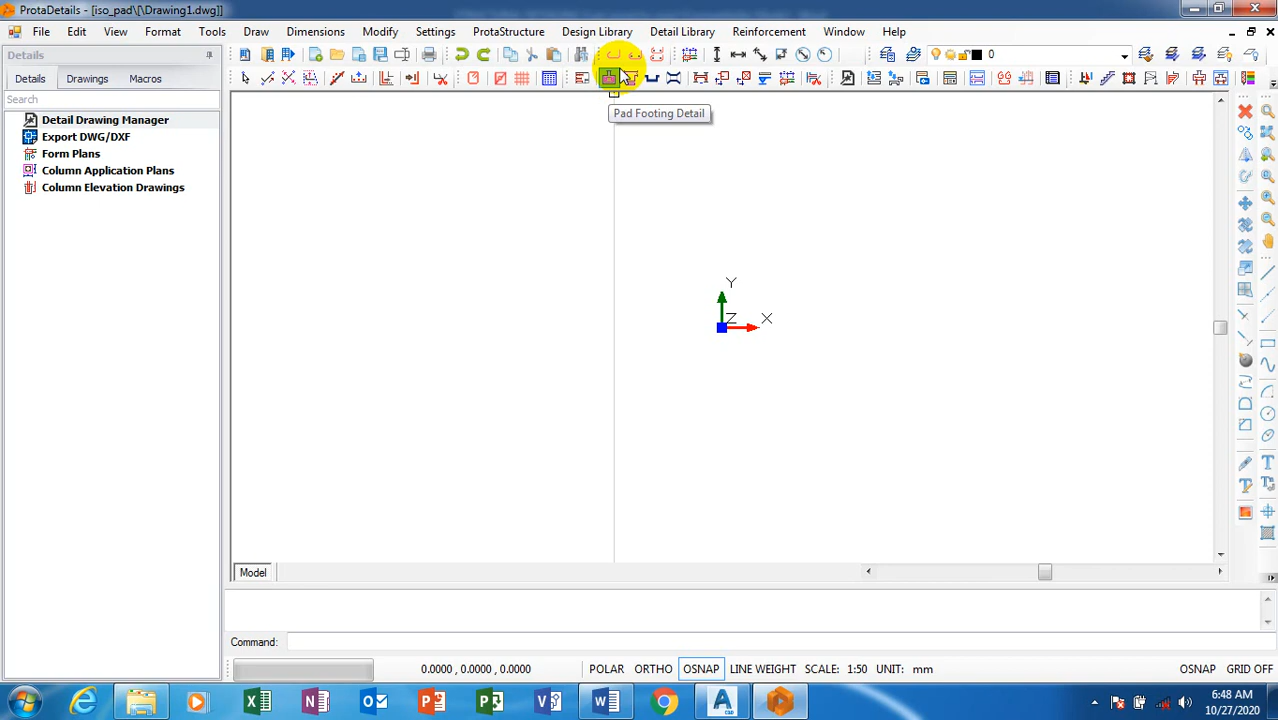 ProtaDetails - [iso_pad\[\Drawing1.dwg]]
File Edit View Format Tools Draw Dimensions Modify Settings ProtaStructure Design Library Detail Library Reinforcement Window Help
Details
0
Details Drawings Macros
Search
Pad Footing Detail
Detail Drawing Manager
Export DWG/DXF
Form Plans
Column Application Plans
Column Elevation Drawings
Y
Z X
Model
Command:
0.0000 , 0.0000 , 0.0000 POLAR ORTHO OSNAP LINE WEIGHT SCALE: 1:50 UNIT: mm OSNAP GRID OFF
6:48 AM
10/27/2020